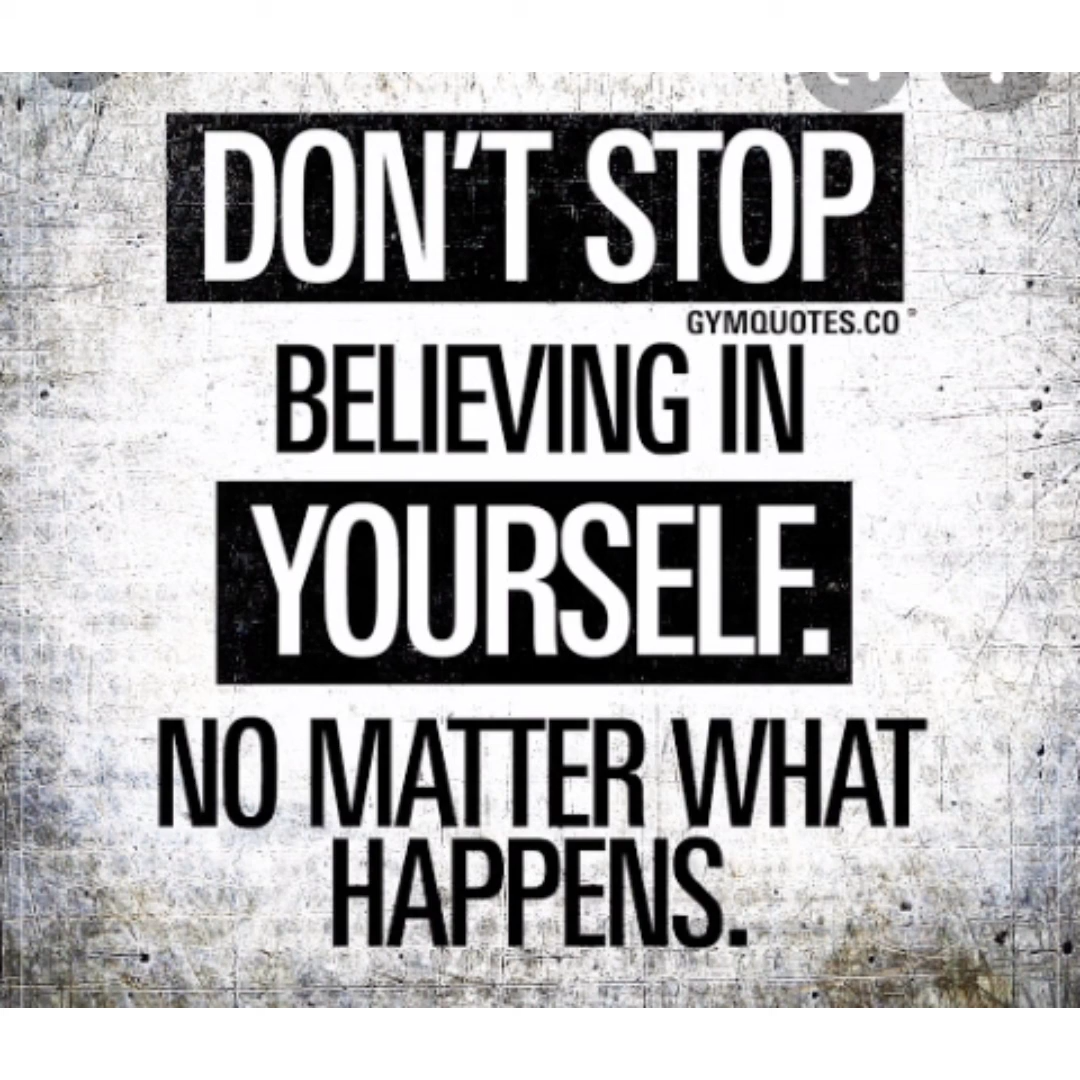 DON'T STOP
GYMQUOTES.CO
BELIEVING IN
YOURSELF.
NO MATTER WHAT
HAPPENS.